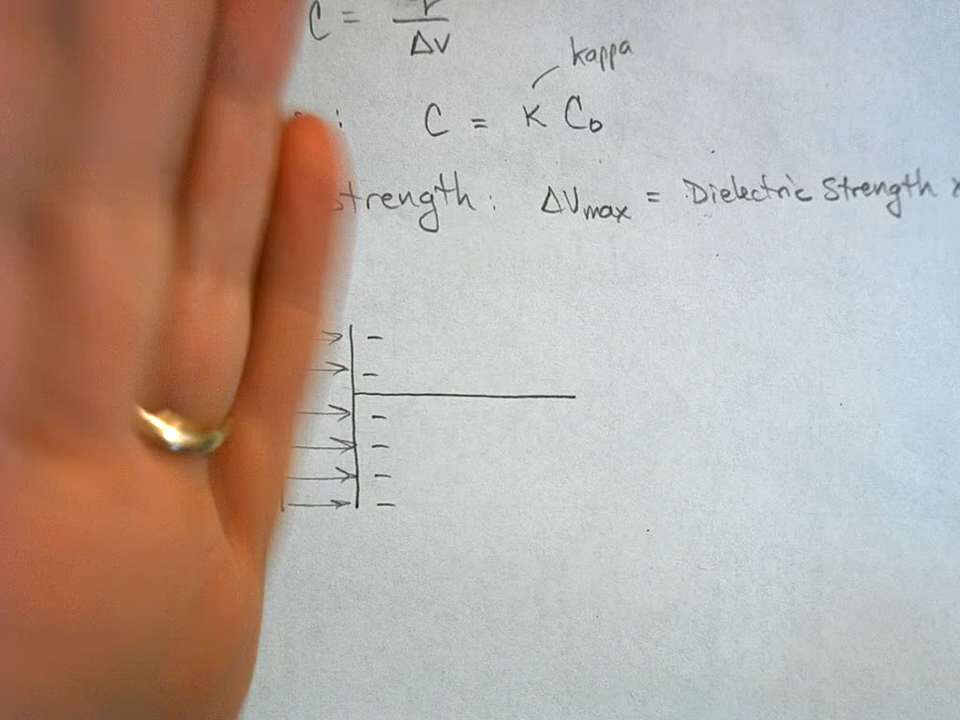 C = ΔV
kappa
: C = κ C₀
strength: ΔVmax = Dielectric Strength
- 
-
-
-
-
-